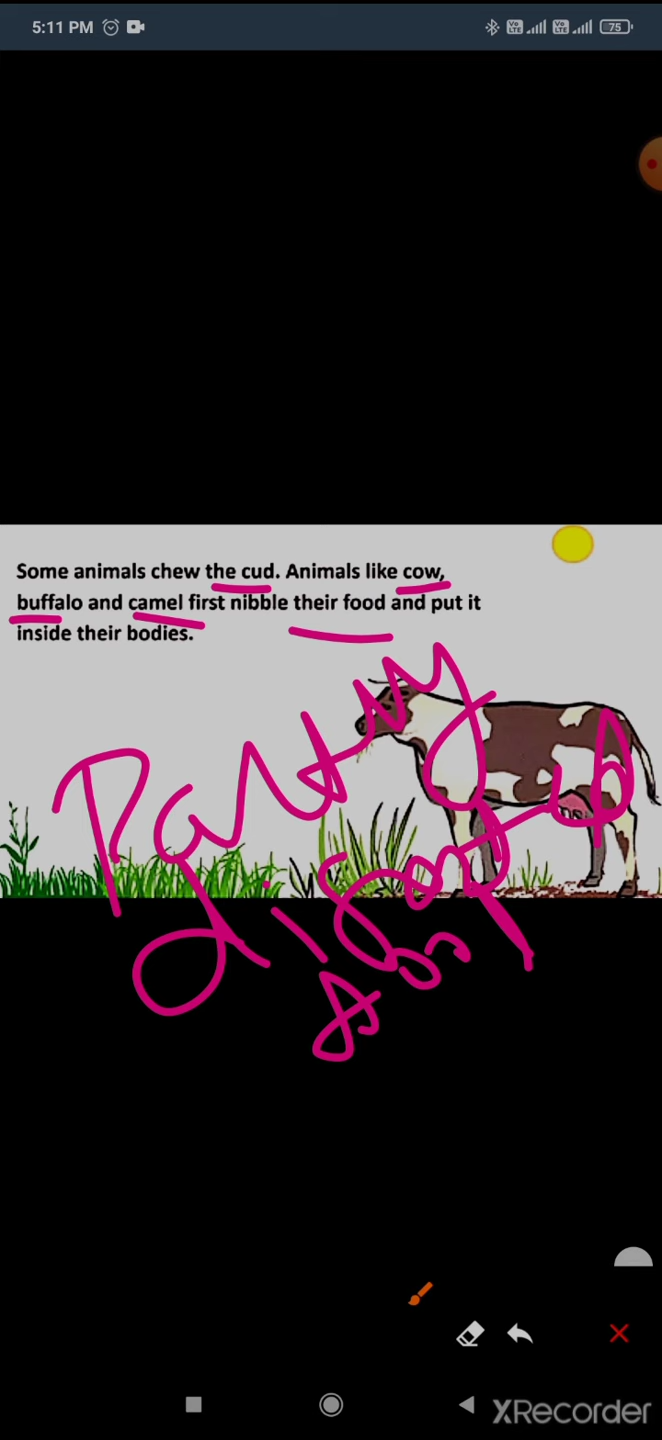 5:11 PM
75
Some animals chew the cud. Animals like cow,
buffalo and camel first nibble their food and put it
inside their bodies.
Partly
XRecorder